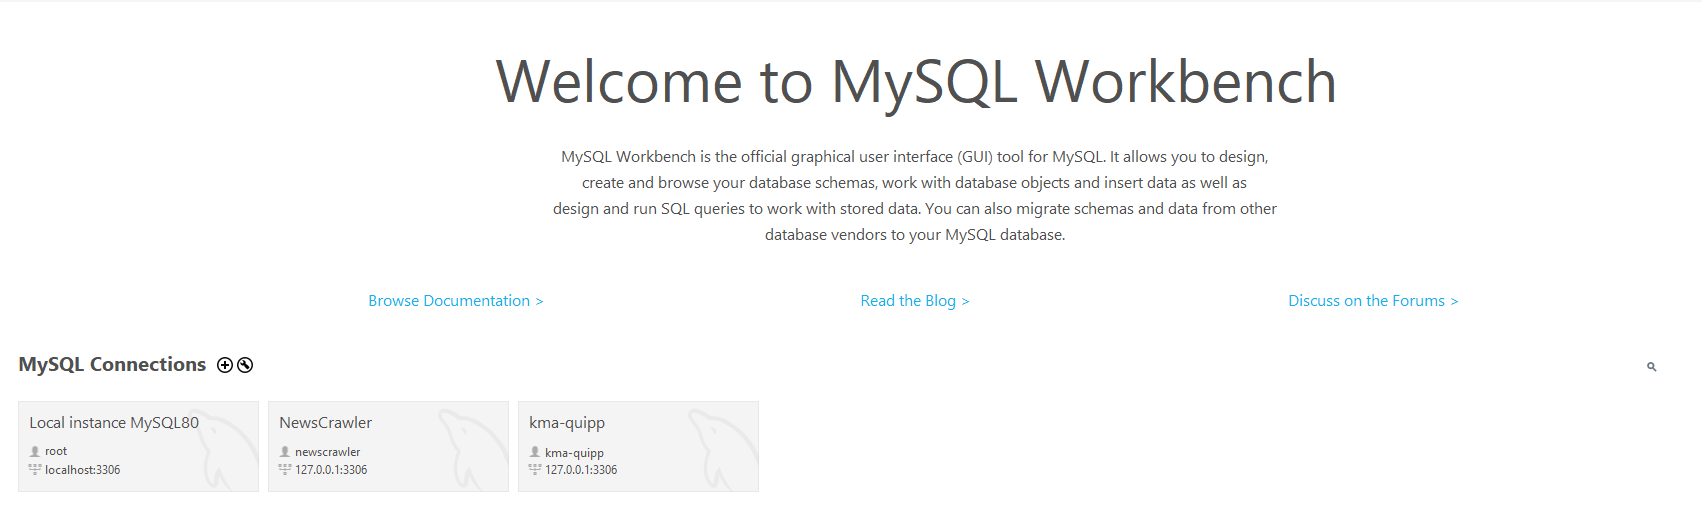 Welcome to MySQL Workbench
MySQL Workbench is the official graphical user interface (GUI) tool for MySQL. It allows you to design,
create and browse your database schemas, work with database objects and insert data as well as
design and run SQL queries to work with stored data. You can also migrate schemas and data from other
database vendors to your MySQL database.
Browse Documentation >
Read the Blog >
Discuss on the Forums >
MySQL Connections
Local instance MySQL80
root
localhost:3306
NewsCrawler
newscrawler
127.0.0.1:3306
kma-quipp
kma-quipp
127.0.0.1:3306